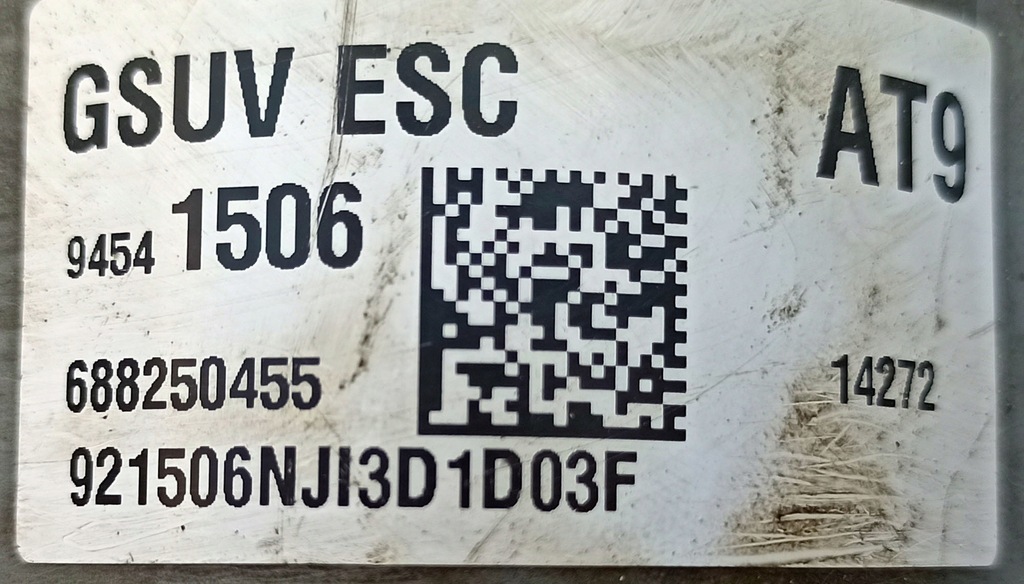 GSUV ESC AT9
9454 1506
688250455 14272
921506NJI3D1D03F